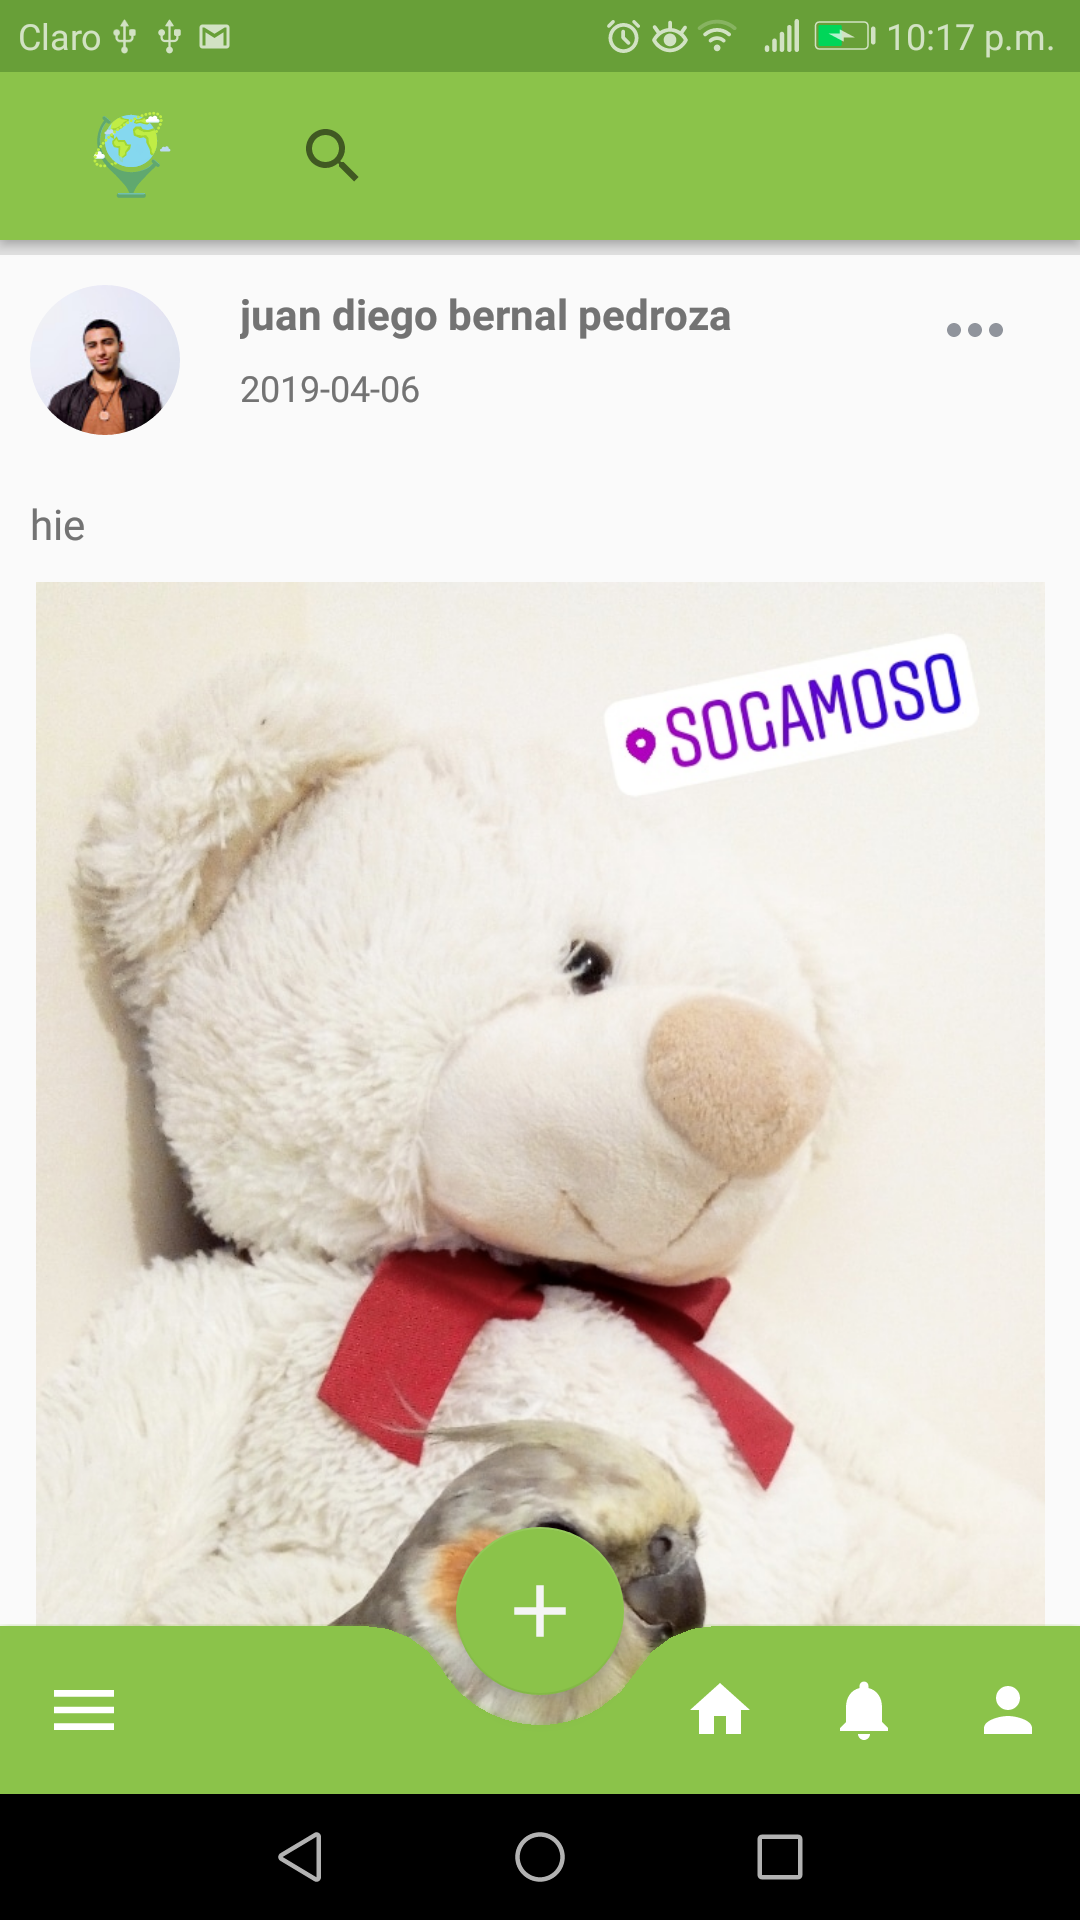 Claro 10:17 p.m.
juan diego bernal pedroza
2019-04-06
hie
SOGAMOSO